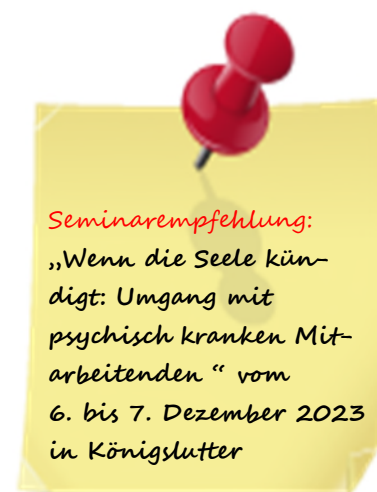 Seminarempfehlung:
„Wenn die Seele kün-
digt: Umgang mit
psychisch kranken Mit-
arbeitenden “ vom
6. bis 7. Dezember 2023
in Königslutter